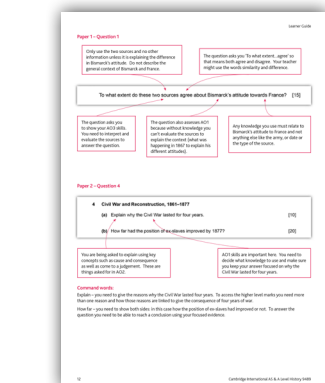 Learner Guide
Paper 1 – Question 1
Only use the two sources and no other
information unless it is explaining the difference
in Bismarck's attitude. Do not describe the
general context of Bismarck and France.
The question asks you 'To what extent...agree' so
that means both agree and disagree. Your teacher
might use the words similarity and difference.
To what extent do these two sources agree about Bismarck's attitude towards France? [15]
The question asks you
to show your AO3 skills.
You need to interpret and
evaluate the sources to
answer the question.
The question also assesses AO1
because without knowledge you
can't evaluate the sources to
explain the context (what was
happening in 1867 to explain his
different attitudes).
Any knowledge you use must relate to
Bismarck's attitude to France and not
anything else like the army, or date or
the type of the source.
Paper 2 – Question 4
4 Civil War and Reconstruction, 1861–1877
(a) Explain why the Civil War lasted for four years. [10]
(b) How far had the position of ex-slaves improved by 1877? [20]
You are being asked to explain using key
concepts such as cause and consequence
as well as come to a judgement. These are
things asked for in AO2.
AO1 skills are important here. You need to
decide what knowledge to use and make sure
you keep your answer focused on why the
Civil War lasted for four years.
Command words:
Explain – you need to give the reasons why the Civil War lasted four years. To access the higher level marks you need more
than one reason and how those reasons are linked to give the consequence of four years of war.
How far – you need to show both sides, in this case how the position of ex-slaves had improved or not. To answer the
question you need to be able to reach a conclusion using your focused evidence.
12
Cambridge International AS & A Level History 9489